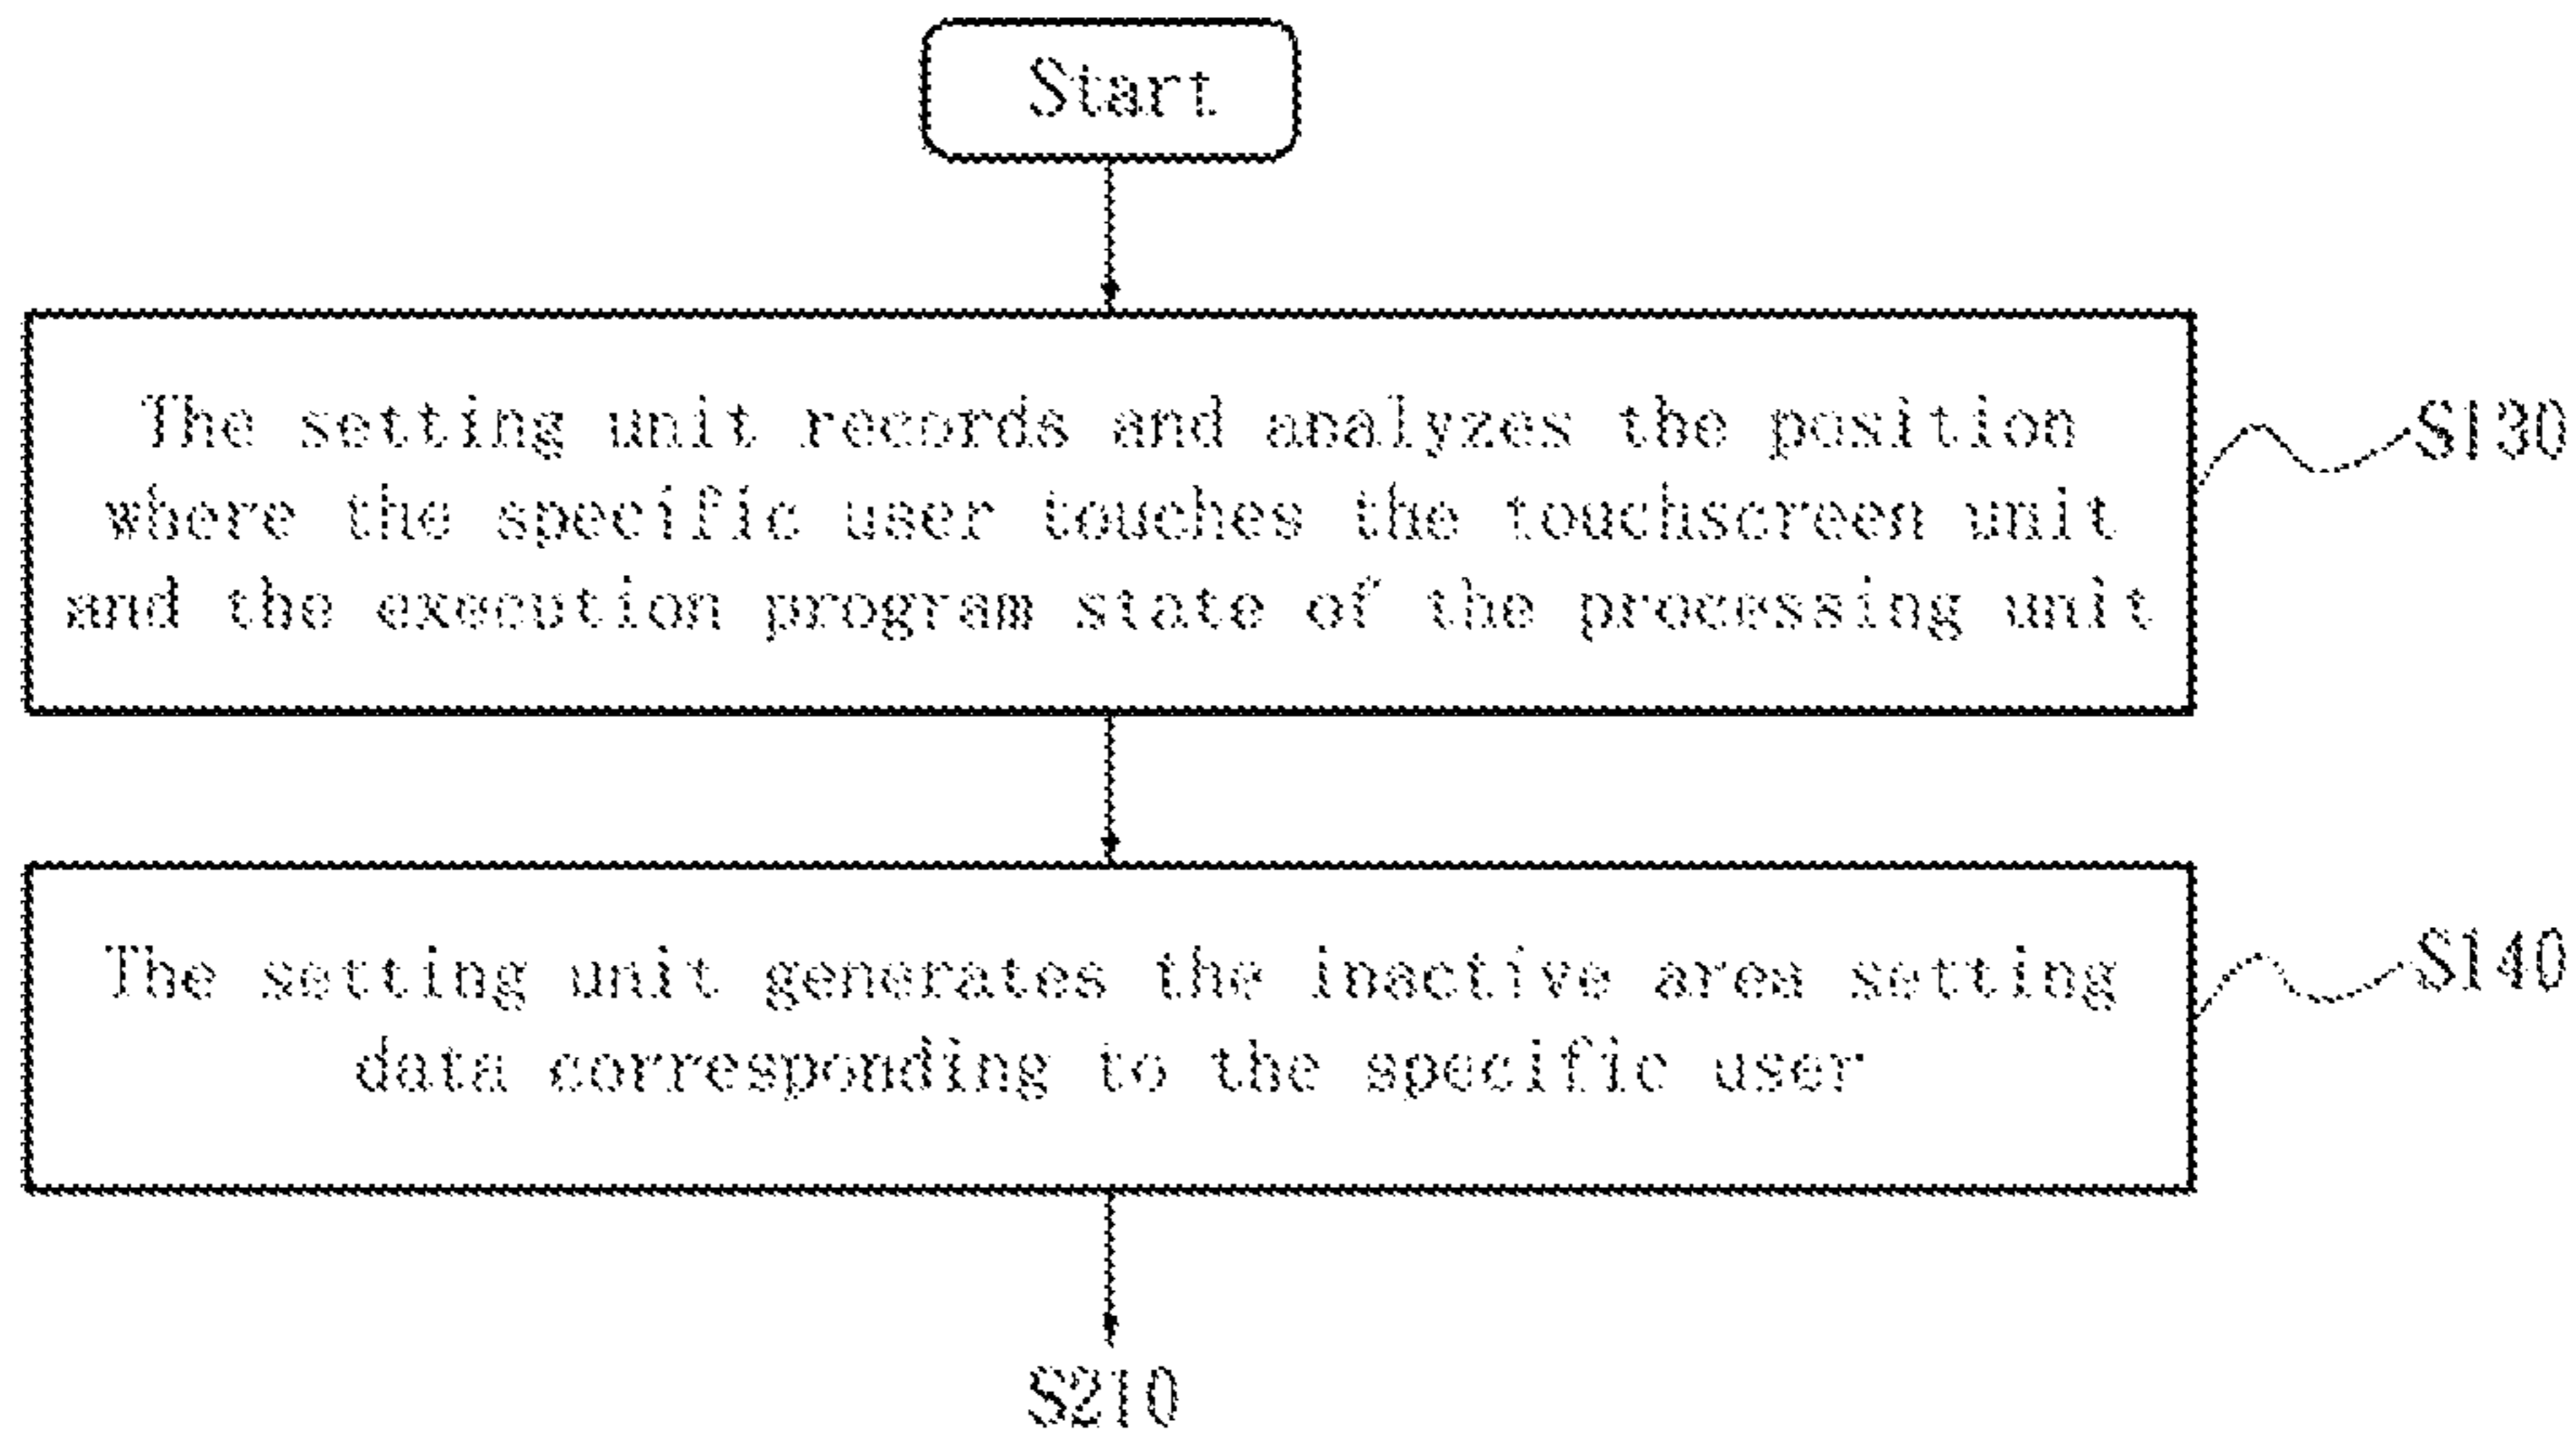 Start
The setting unit records and analyzes the position
where the specific user touches the touchscreen unit
and the execution program state of the processing unit
S130
The setting unit generates the inactive area setting
data corresponding to the specific user
S140
S210